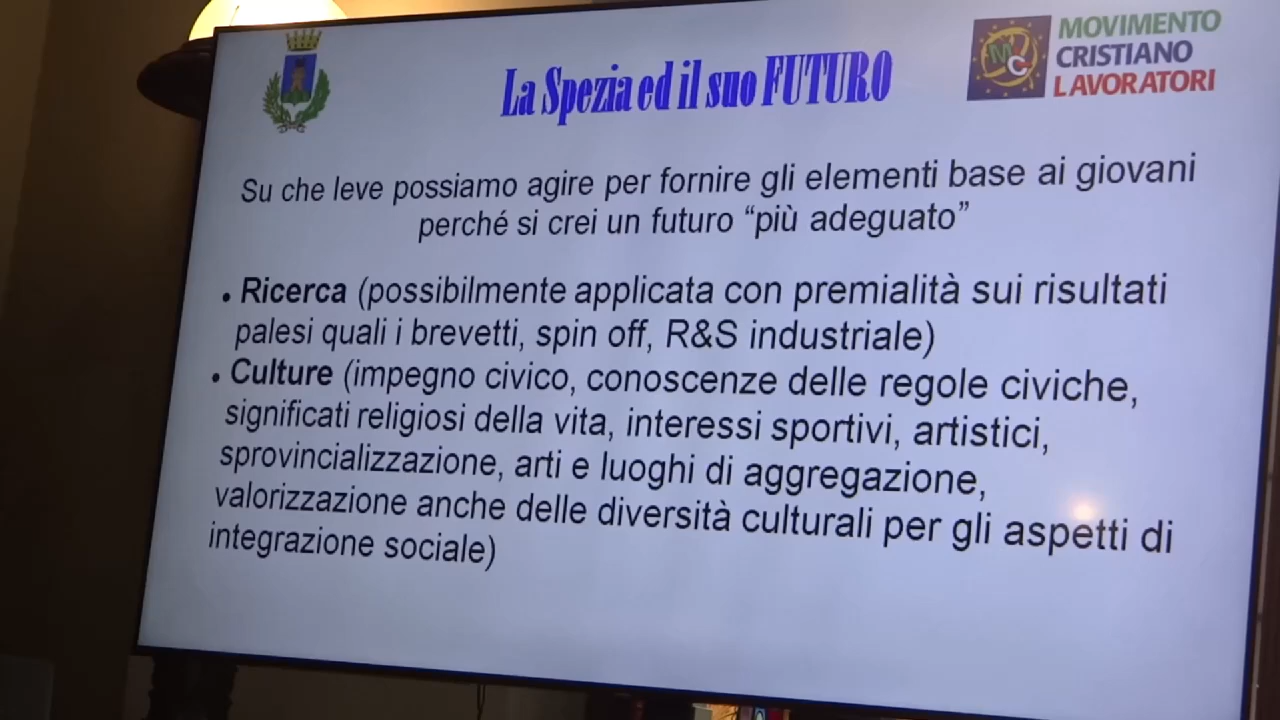 La Spezia ed il suo FUTURO
MC
MOVIMENTO
CRISTIANO
LAVORATORI
Su che leve possiamo agire per fornire gli elementi base ai giovani
perché si crei un futuro “più adeguato”
• Ricerca (possibilmente applicata con premialità sui risultati
palesi quali i brevetti, spin off, R&S industriale)
• Culture (impegno civico, conoscenze delle regole civiche,
significati religiosi della vita, interessi sportivi, artistici,
sprovincializzazione, arti e luoghi di aggregazione,
valorizzazione anche delle diversità culturali per gli aspetti di
integrazione sociale)